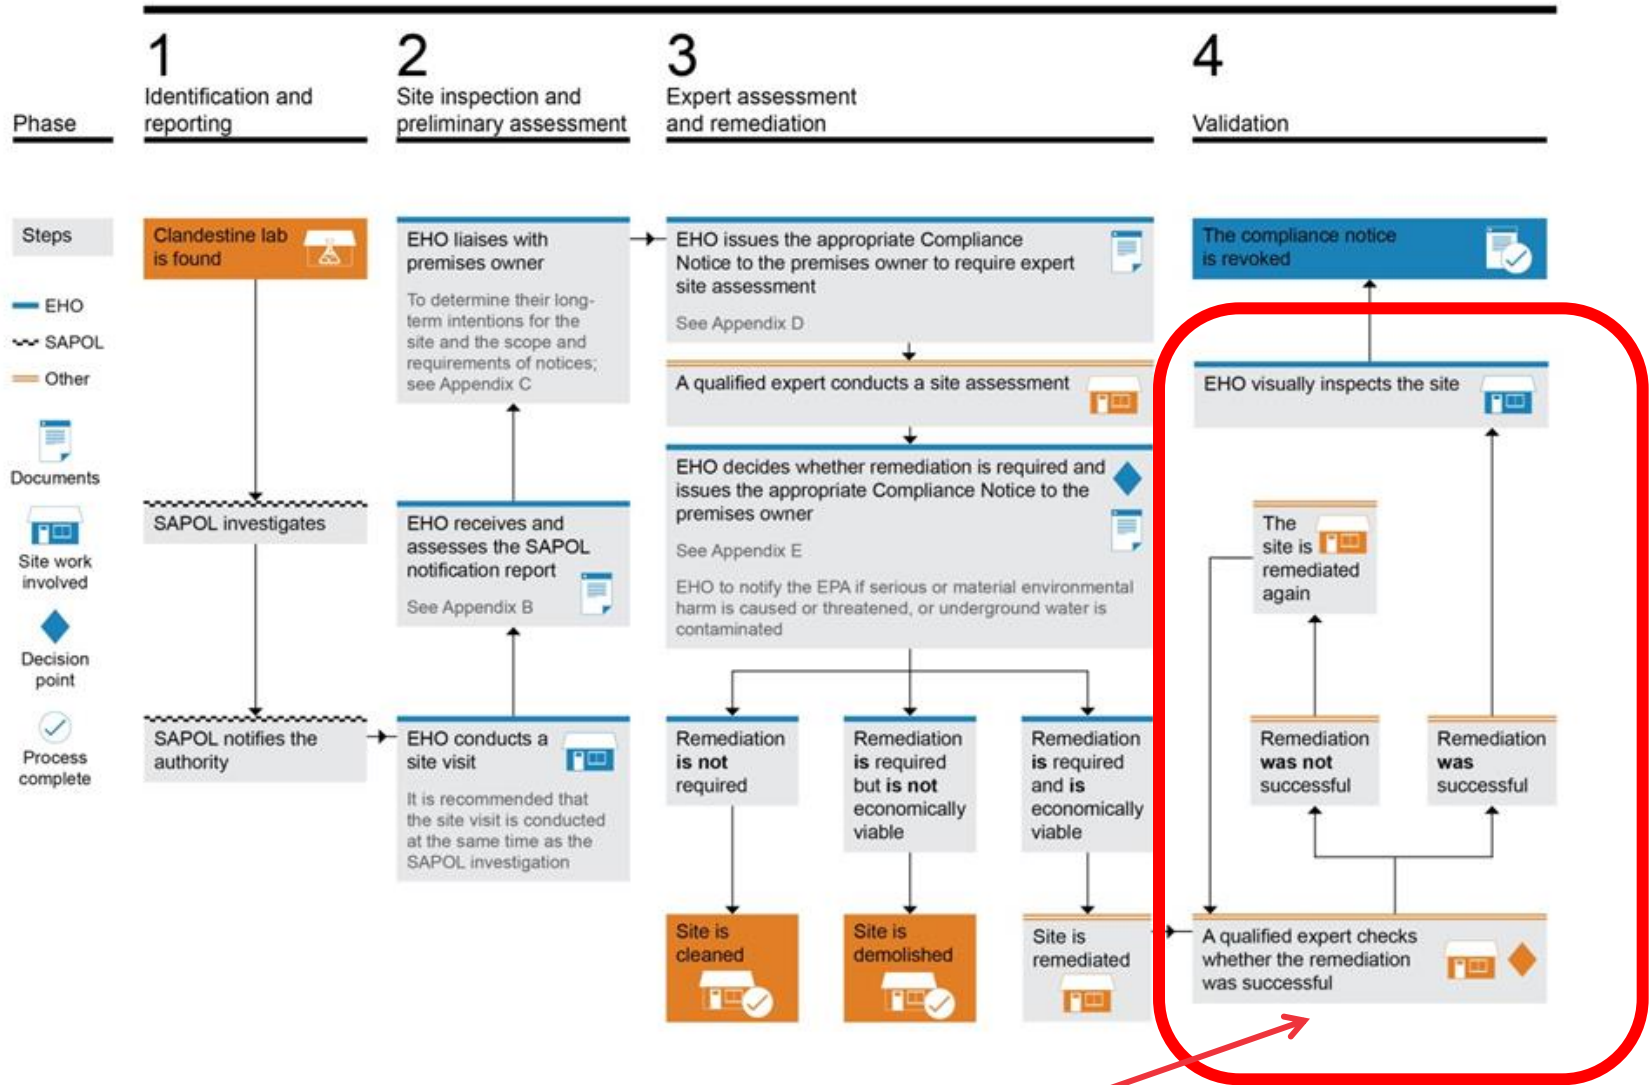 1
Identification and
reporting
2
Site inspection and
preliminary assessment
3
Expert assessment
and remediation
4
Validation
Phase
Steps
EHO
SAPOL
Other
Documents
Site work
involved
Decision
point
Process
complete
Clandestine lab
is found
SAPOL investigates
SAPOL notifies the
authority
EHO liaises with
premises owner
To determine their long-
term intentions for the
site and the scope and
requirements of notices;
see Appendix C
EHO receives and
assesses the SAPOL
notification report
See Appendix B
EHO conducts a
site visit
It is recommended that
the site visit is conducted
at the same time as the
SAPOL investigation
EHO issues the appropriate Compliance
Notice to the premises owner to require expert
site assessment
See Appendix D
A qualified expert conducts a site assessment
EHO decides whether remediation is required and
issues the appropriate Compliance Notice to the
premises owner
See Appendix E
EHO to notify the EPA if serious or material environmental
harm is caused or threatened, or underground water is
contaminated
Remediation
is not
required
Remediation
is required
but is not
economically
viable
Remediation
is required
and is
economically
viable
Site is
cleaned
Site is
demolished
Site is
remediated
The compliance notice
is revoked
EHO visually inspects the site
The
site is
remediated
again
Remediation
was not
successful
Remediation
was
successful
A qualified expert checks
whether the remediation
was successful